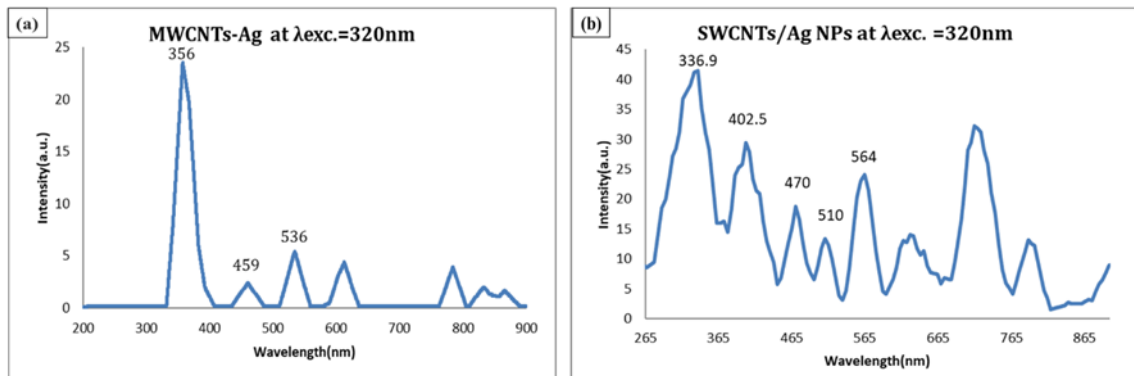 (a)
MWCNTs-Ag at λexc.=320nm
25
20
15
10
5
0
Intensity(a.u.)
356
459
536
200 300 400 500 600 700 800 900
Wavelength(nm)
(b)
SWCNTs/Ag NPs at λexc. =320nm
45
40
35
30
25
20
15
10
5
0
Intensity(a.u.)
336.9
402.5
470
510
564
265 365 465 565 665 765 865
Wavelength(nm)